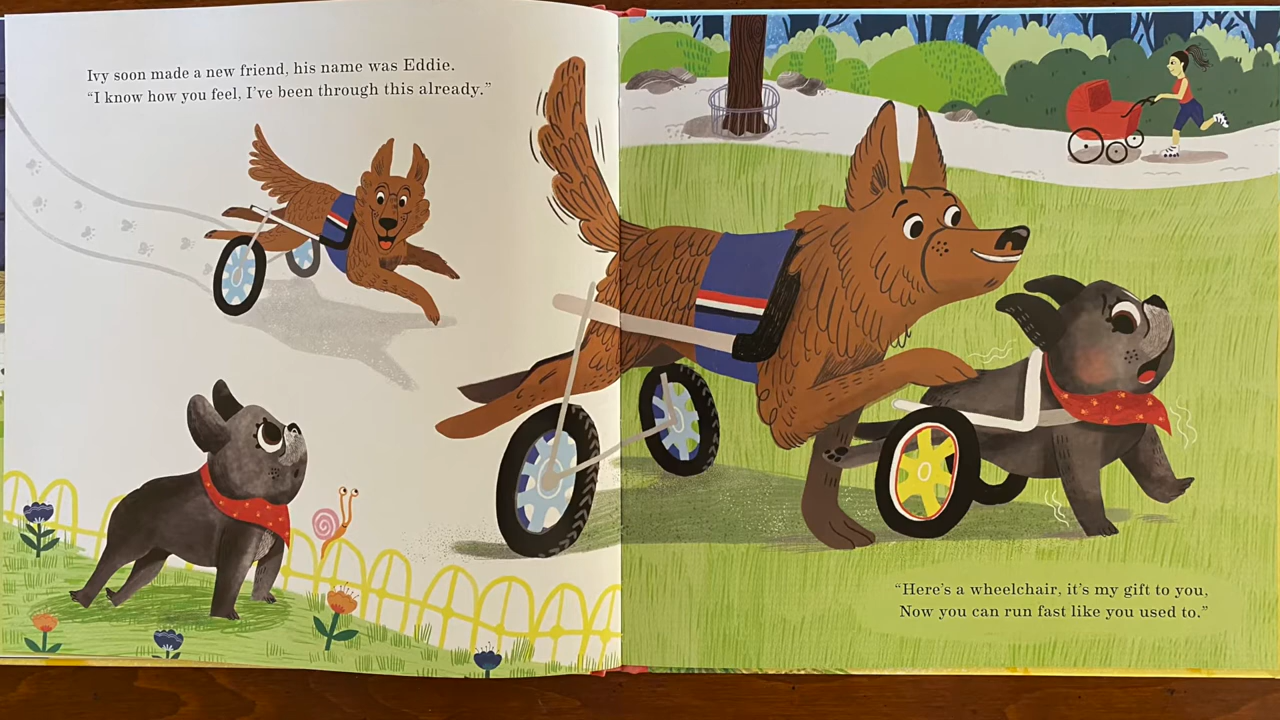 Ivy soon made a new friend, his name was Eddie.
“I know how you feel, I’ve been through this already.”
“Here’s a wheelchair, it’s my gift to you,
Now you can run fast like you used to.”